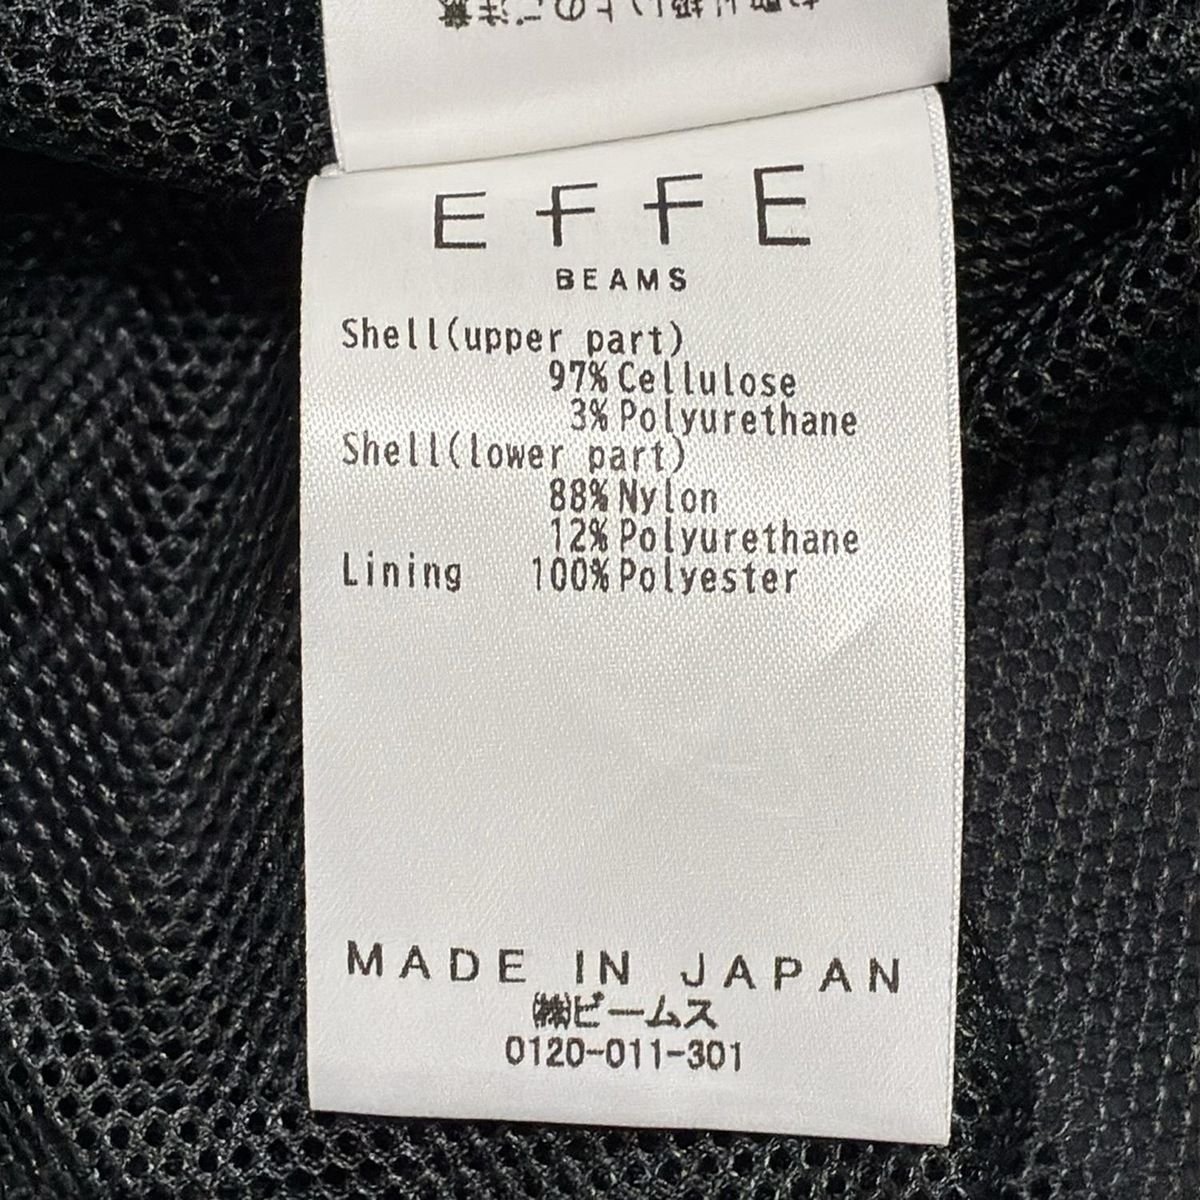 EFFE
BEAMS
Shell(upper part)
97% Cellulose
3% Polyurethane
Shell(lower part)
88% Nylon
12% Polyurethane
Lining 100% Polyester
MADE IN JAPAN
㈱ビームス
0120-011-301